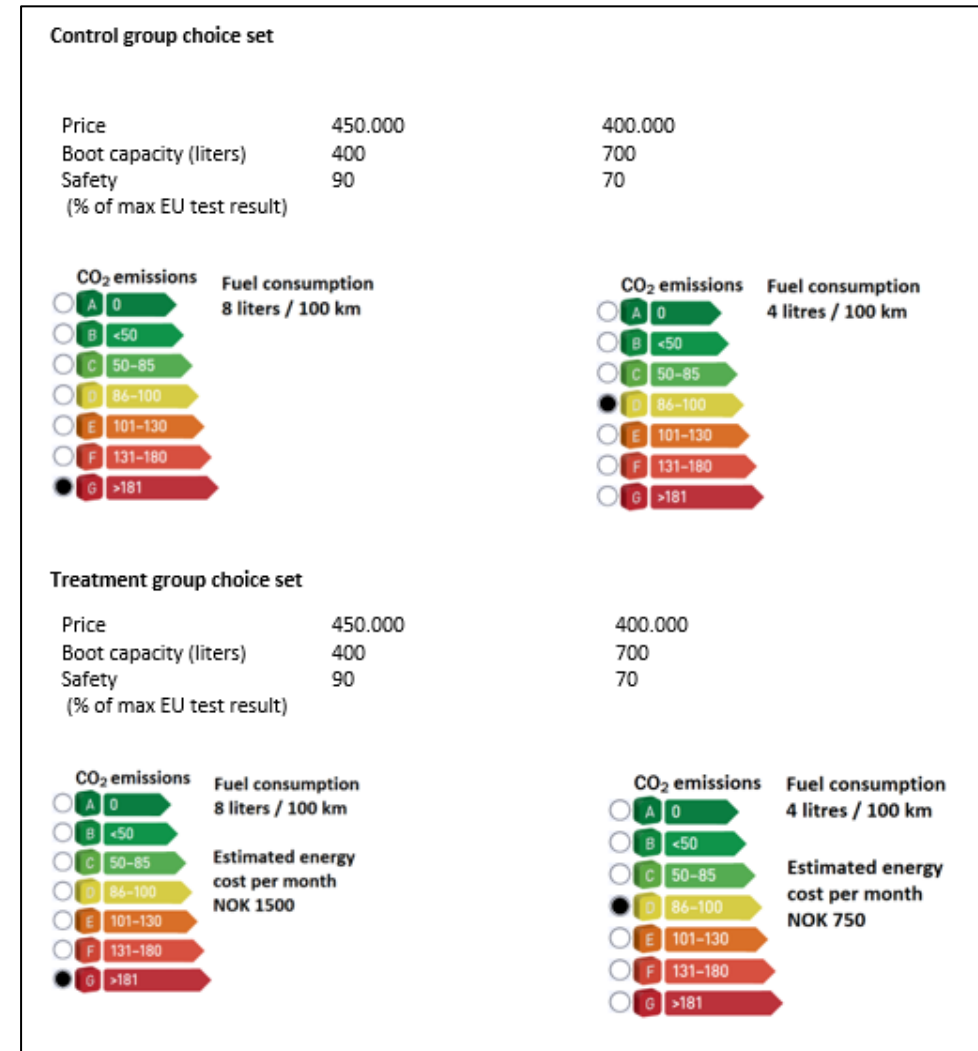 Control group choice set
Price 450.000 400.000
Boot capacity (liters) 400 700
Safety 90 70
(% of max EU test result)
CO₂ emissions
Fuel consumption
8 liters / 100 km
A 0
B <50
C 50–85
D 86–100
E 101–130
F 131–180
G >181
CO₂ emissions
Fuel consumption
4 litres / 100 km
A 0
B <50
C 50–85
D 86–100
E 101–130
F 131–180
G >181
Treatment group choice set
Price 450.000 400.000
Boot capacity (liters) 400 700
Safety 90 70
(% of max EU test result)
CO₂ emissions
A 0
B <50
C 50–85
D 86–100
E 101–130
F 131–180
G >181
Fuel consumption
8 liters / 100 km
Estimated energy
cost per month
NOK 1500
CO₂ emissions
A 0
B <50
C 50–85
D 86–100
E 101–130
F 131–180
G >181
Fuel consumption
4 litres / 100 km
Estimated energy
cost per month
NOK 750